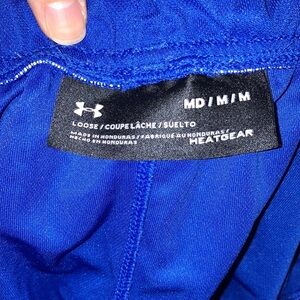 MD / M / M
LOOSE / COUPE LÂCHE / SUELTO
MADE IN HONDURAS / FABRIQUÉ AU HONDURAS /
HECHO EN HONDURAS
HEATGEAR